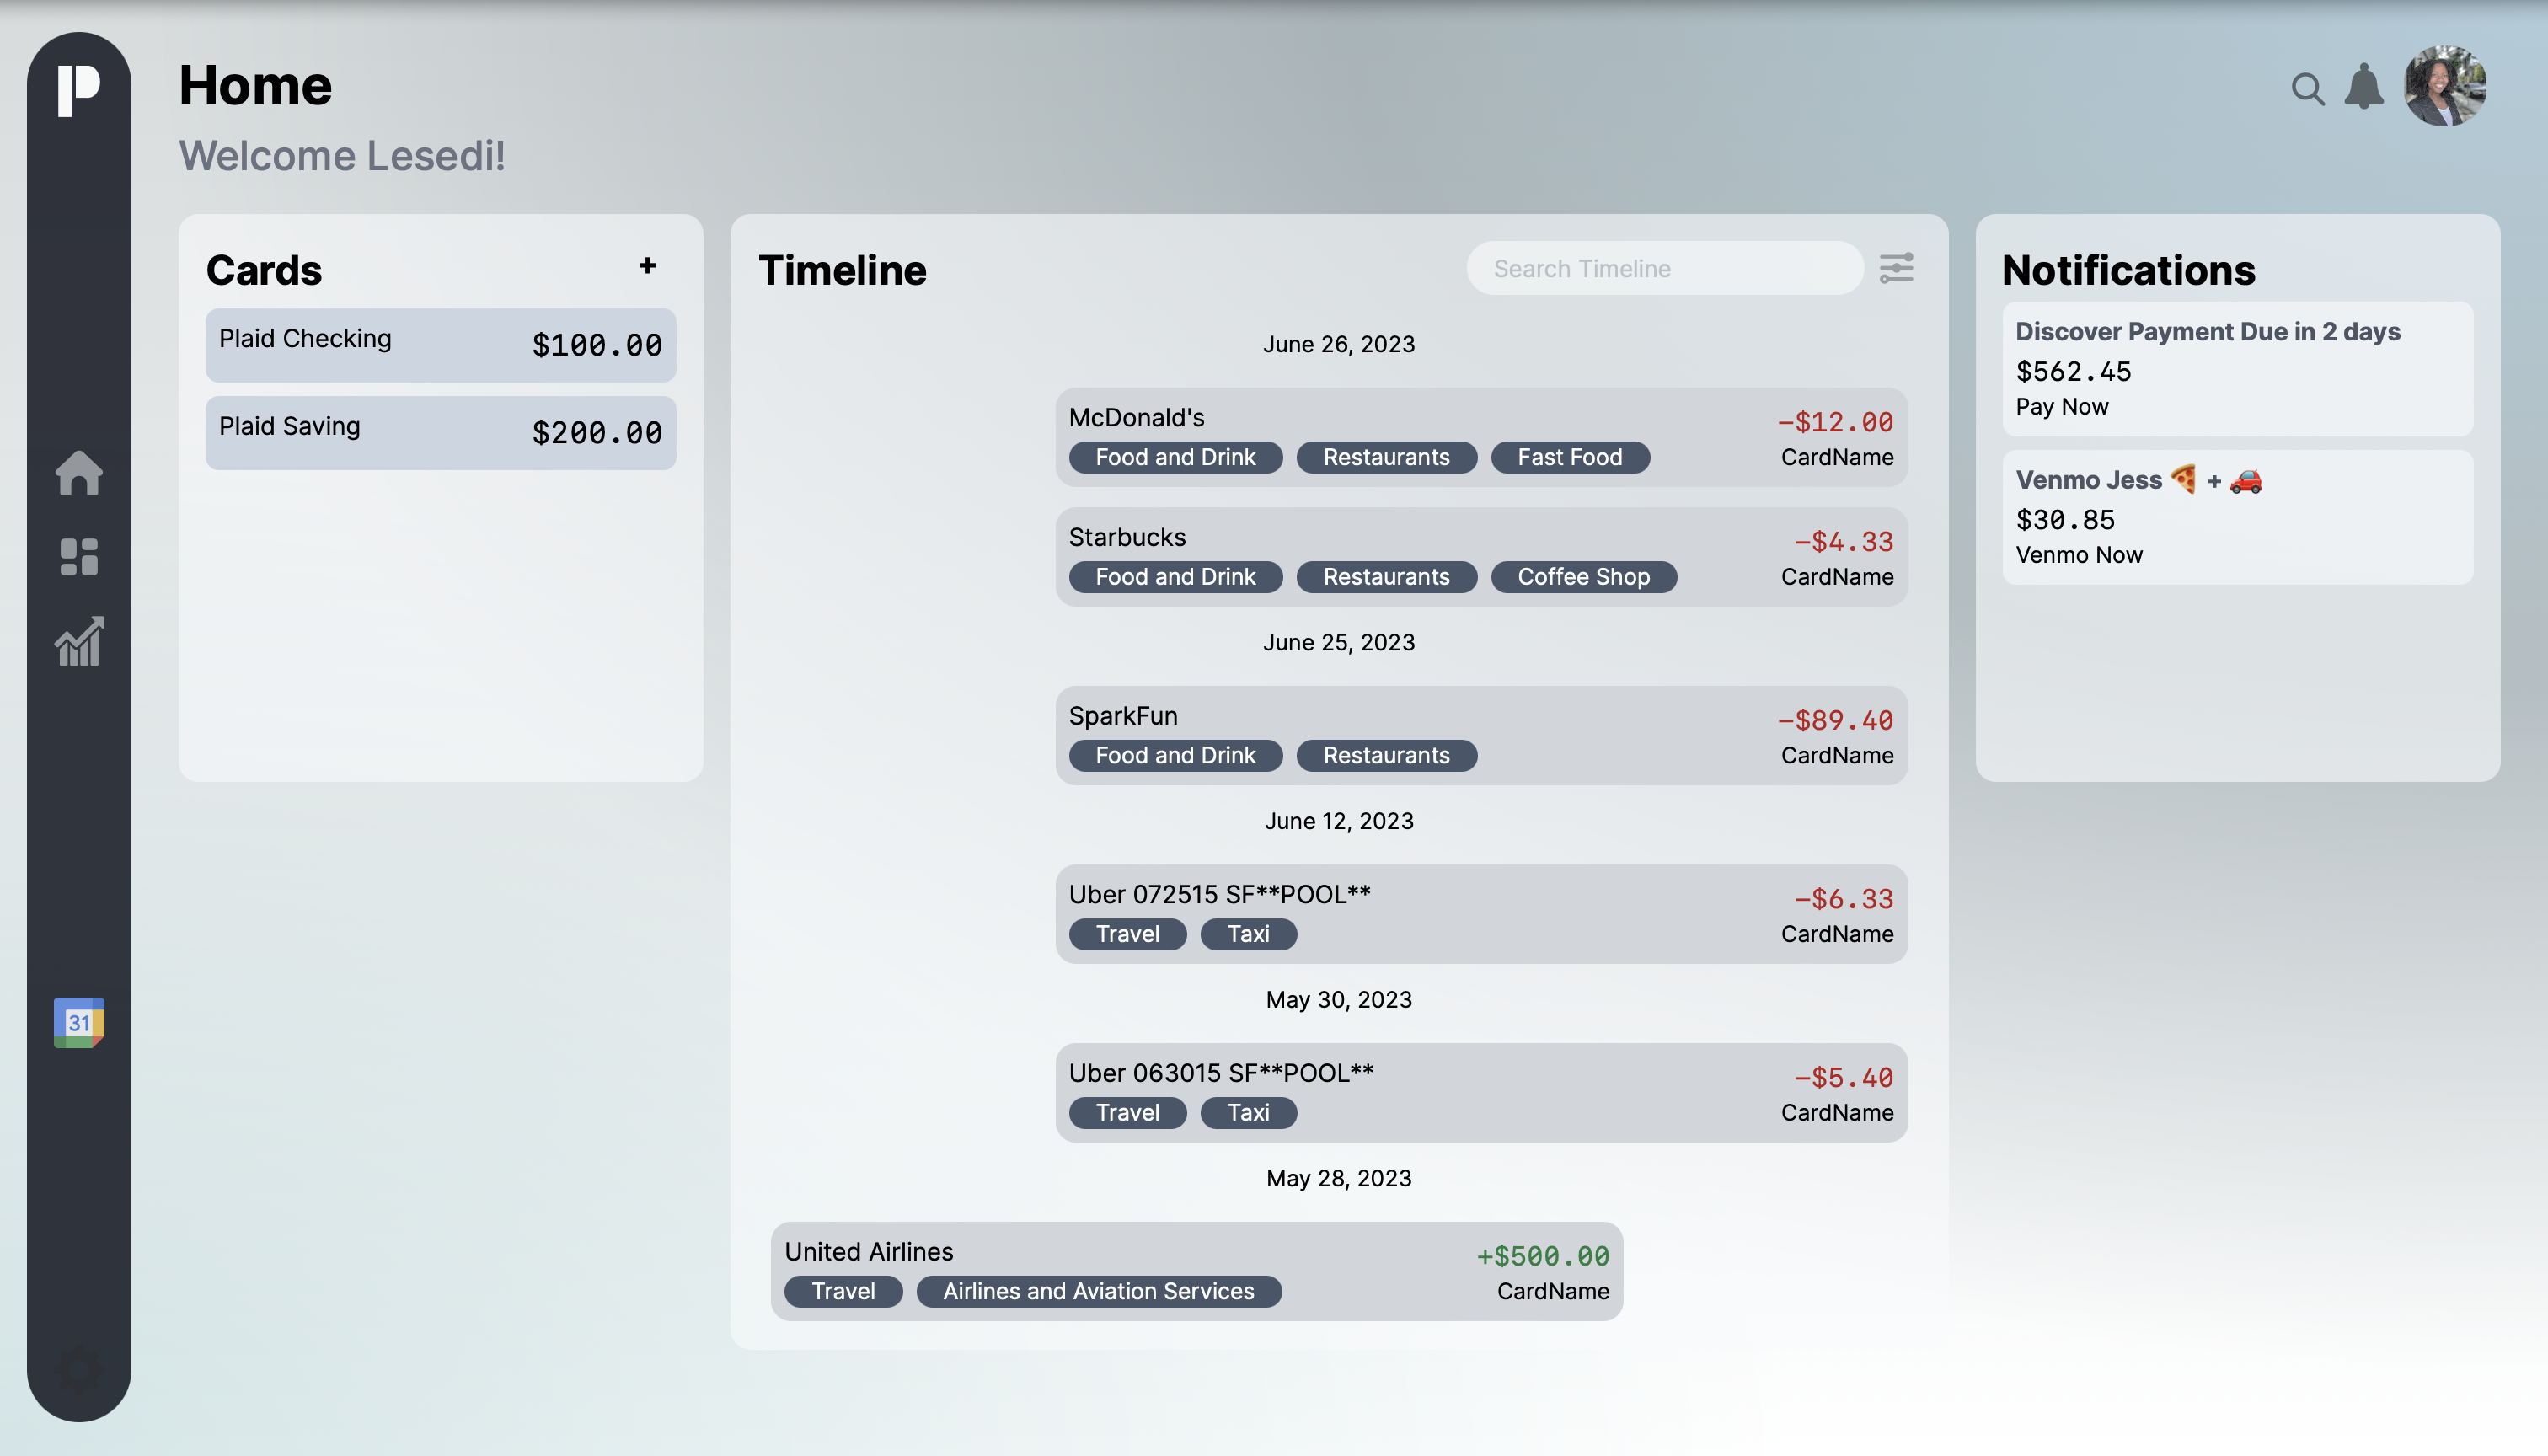 Home
Welcome Lesedi!
Cards +
Plaid Checking $100.00
Plaid Saving $200.00
Timeline
Search Timeline
June 26, 2023
McDonald's −$12.00
Food and Drink Restaurants Fast Food CardName
Starbucks −$4.33
Food and Drink Restaurants Coffee Shop CardName
June 25, 2023
SparkFun −$89.40
Food and Drink Restaurants CardName
June 12, 2023
Uber 072515 SF**POOL** −$6.33
Travel Taxi CardName
May 30, 2023
Uber 063015 SF**POOL** −$5.40
Travel Taxi CardName
May 28, 2023
United Airlines +$500.00
Travel Airlines and Aviation Services CardName
Notifications
Discover Payment Due in 2 days
$562.45
Pay Now
Venmo Jess 🍕 + 🚗
$30.85
Venmo Now
P
31